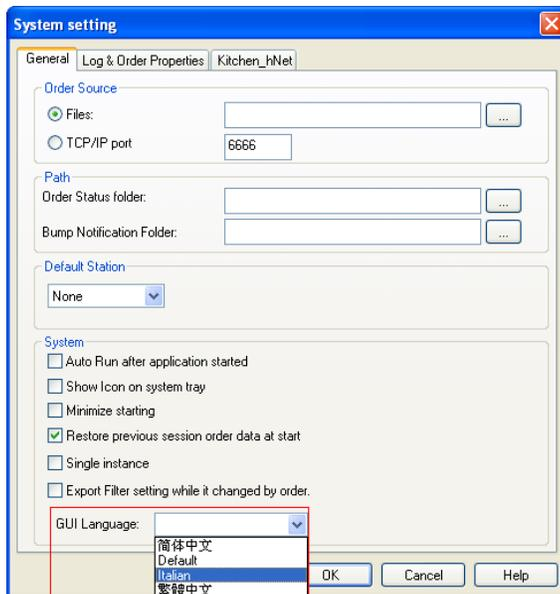 System setting
General
Log & Order Properties
Kitchen_hNet
Order Source
Files:
...
TCP/IP port
6666
Path
Order Status folder:
...
Bump Notification Folder:
...
Default Station
None
System
Auto Run after application started
Show Icon on system tray
Minimize starting
Restore previous session order data at start
Single instance
Export Filter setting while it changed by order.
GUI Language:
简体中文
Default
Italian
繁體中文
OK
Cancel
Help